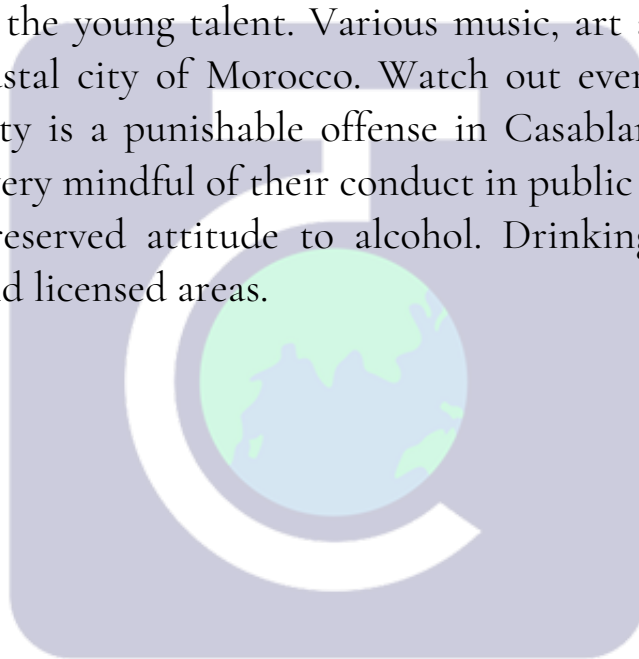 the young talent. Various music, art
stal city of Morocco. Watch out ever
ty is a punishable offense in Casablan
very mindful of their conduct in public
reserved attitude to alcohol. Drinking
d licensed areas.